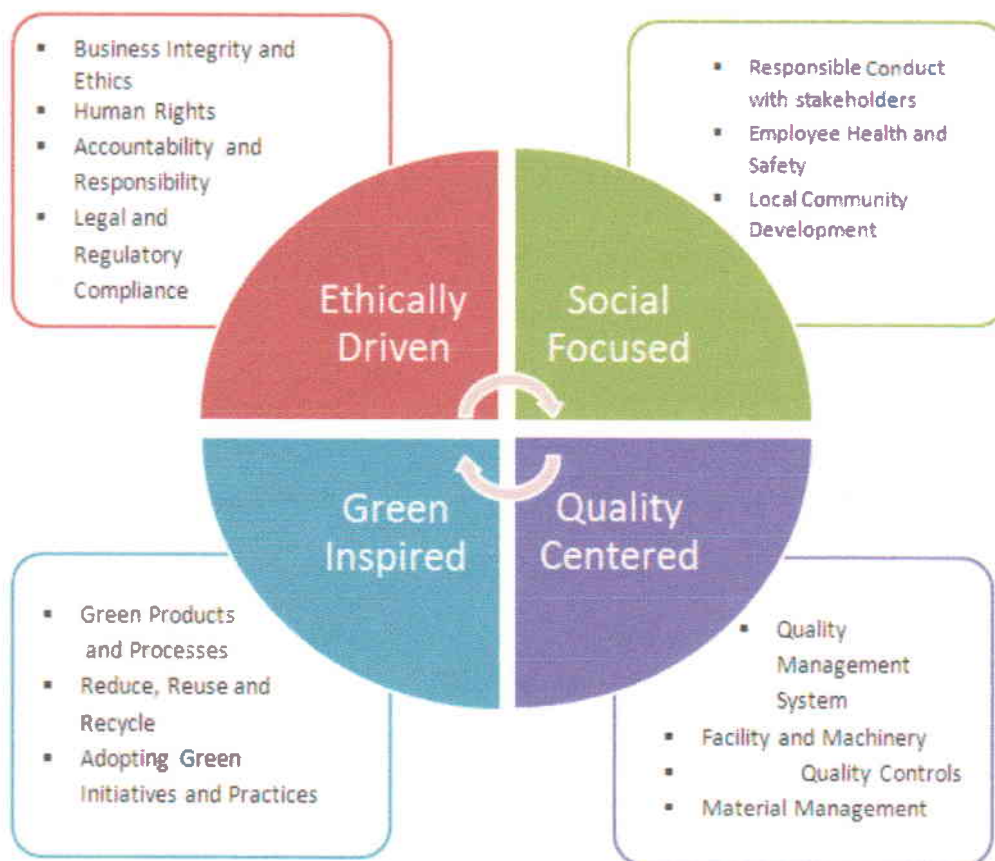 ▪ Business Integrity and
Ethics
▪ Human Rights
▪ Accountability and
Responsibility
▪ Legal and
Regulatory
Compliance
▪ Responsible Conduct
with stakeholders
▪ Employee Health and
Safety
▪ Local Community
Development
Ethically
Driven
Social
Focused
Green
Inspired
Quality
Centered
▪ Green Products
and Processes
▪ Reduce, Reuse and
Recycle
▪ Adopting Green
Initiatives and Practices
▪ Quality
Management
System
▪ Facility and Machinery
▪ Quality Controls
▪ Material Management